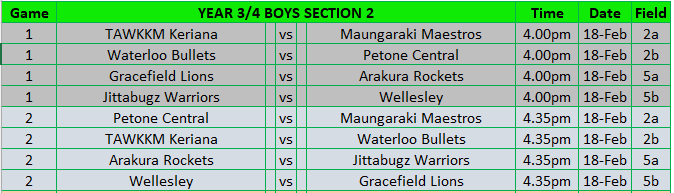 Game YEAR 3/4 BOYS SECTION 2 Time Date Field
1 TAWKKM Keriana vs Maungaraki Maestros 4.00pm 18-Feb 2a
1 Waterloo Bullets vs Petone Central 4.00pm 18-Feb 2b
1 Gracefield Lions vs Arakura Rockets 4.00pm 18-Feb 5a
1 Jittabugz Warriors vs Wellesley 4.00pm 18-Feb 5b
2 Petone Central vs Maungaraki Maestros 4.35pm 18-Feb 2a
2 TAWKKM Keriana vs Waterloo Bullets 4.35pm 18-Feb 2b
2 Arakura Rockets vs Jittabugz Warriors 4.35pm 18-Feb 5a
2 Wellesley vs Gracefield Lions 4.35pm 18-Feb 5b